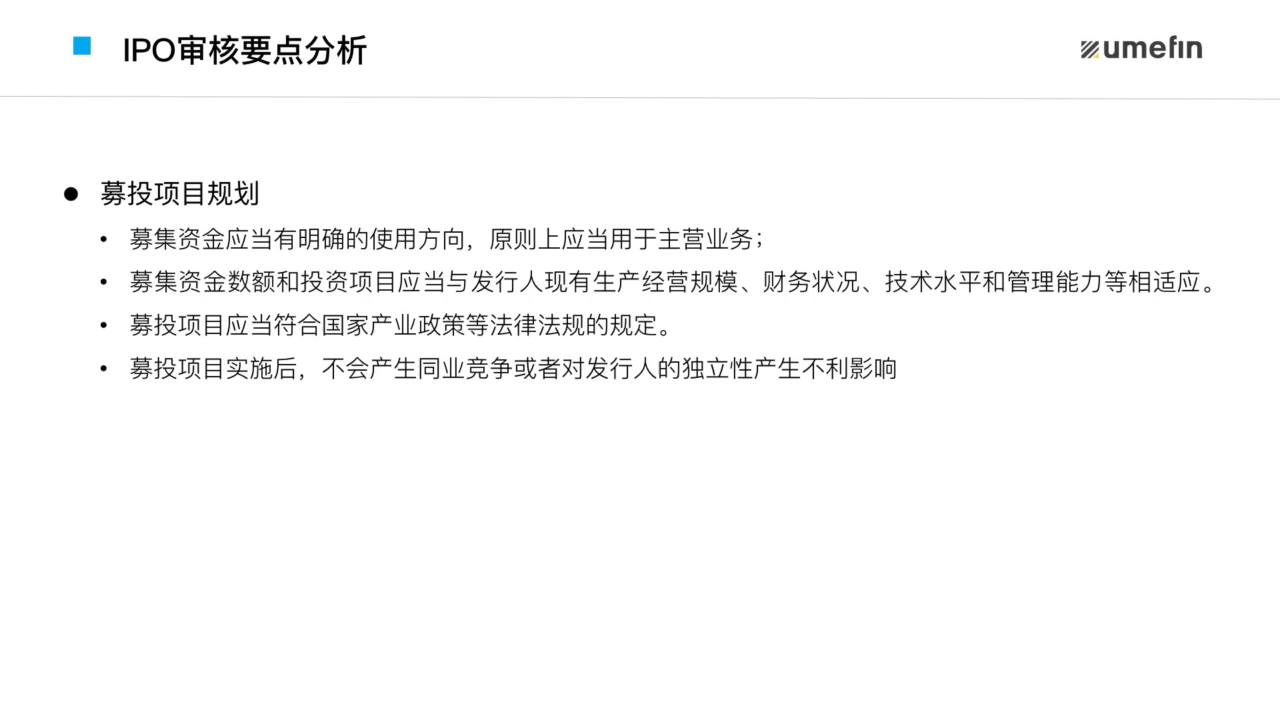 IPO审核要点分析
umefin
募投项目规划
募集资金应当有明确的使用方向，原则上应当用于主营业务；
募集资金数额和投资项目应当与发行人现有生产经营规模、财务状况、技术水平和管理能力等相适应。
募投项目应当符合国家产业政策等法律法规的规定。
募投项目实施后，不会产生同业竞争或者对发行人的独立性产生不利影响